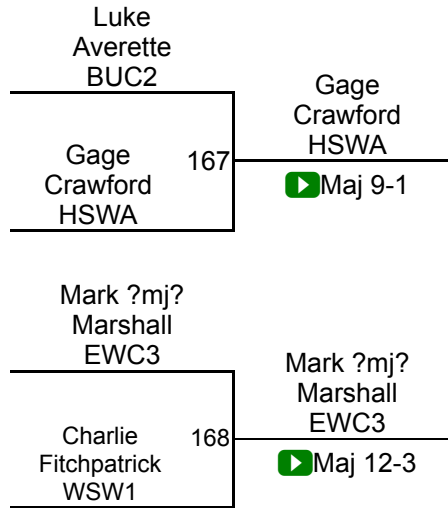 Luke
Averette
BUC2
Gage
Crawford
HSWA
167
Gage
Crawford
HSWA
Maj 9-1
Mark ?mj?
Marshall
EWC3
Charlie
Fitchpatrick
WSW1
168
Mark ?mj?
Marshall
EWC3
Maj 12-3